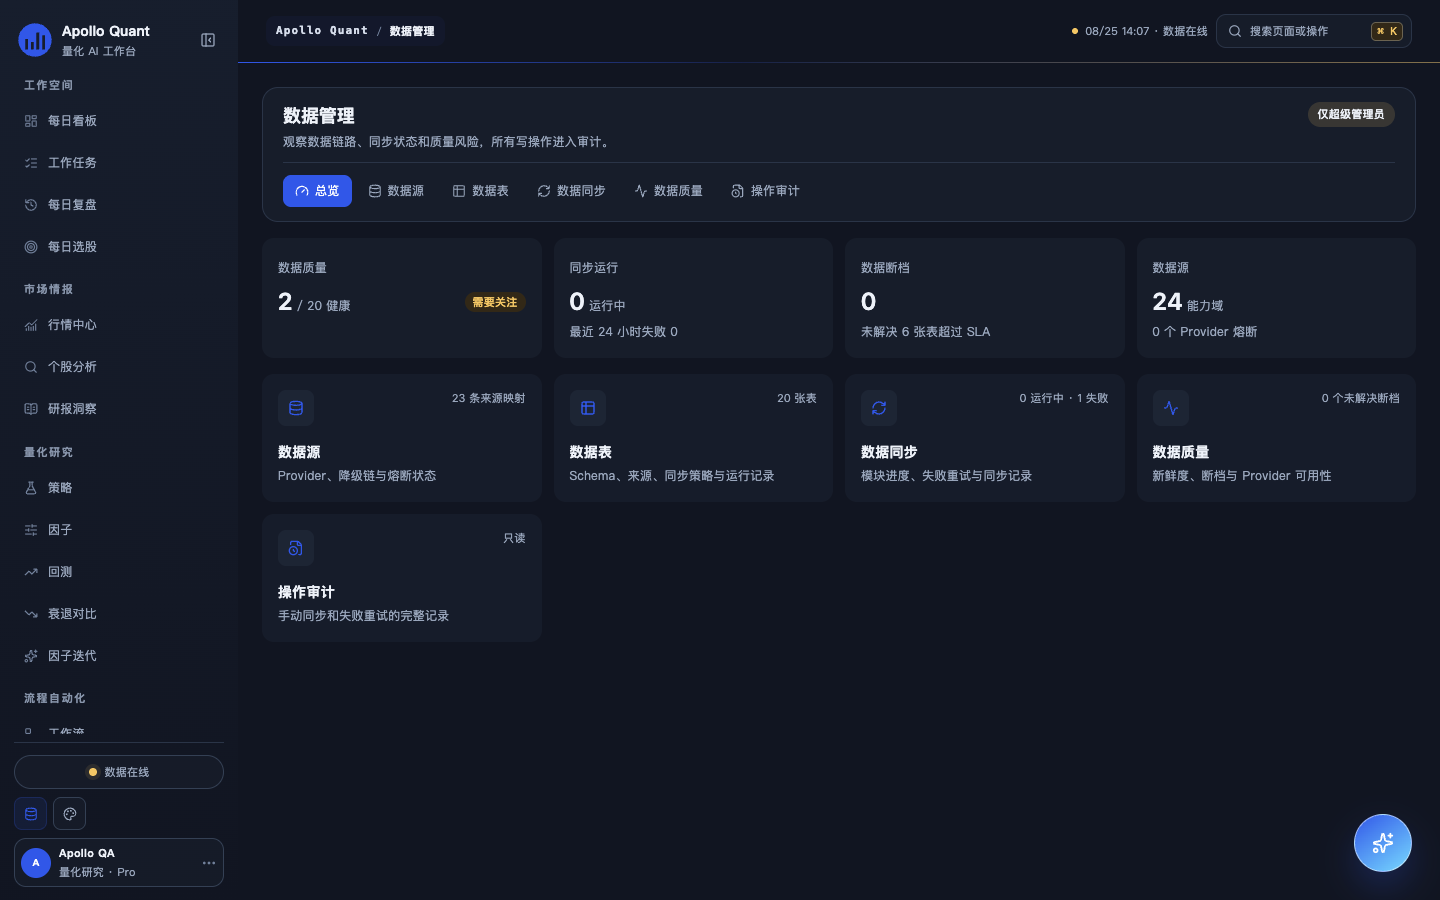 Apollo Quant
量化 AI 工作台
工作空间
每日看板
工作任务
每日复盘
每日选股
市场情报
行情中心
个股分析
研报洞察
量化研究
策略
因子
回测
衰退对比
因子迭代
流程自动化
工作流
数据在线
A
Apollo QA
量化研究 · Pro
Apollo Quant / 数据管理
08/25 14:07 · 数据在线
搜索页面或操作
⌘ K
数据管理
仅超级管理员
观察数据链路、同步状态和质量风险，所有写操作进入审计。
总览
数据源
数据表
数据同步
数据质量
操作审计
数据质量
2 / 20 健康
需要关注
同步运行
0 运行中
最近 24 小时失败 0
数据断档
0
未解决 6 张表超过 SLA
数据源
24 能力域
0 个 Provider 熔断
23 条来源映射
数据源
Provider、降级链与熔断状态
20 张表
数据表
Schema、来源、同步策略与运行记录
0 运行中 · 1 失败
数据同步
模块进度、失败重试与同步记录
0 个未解决断档
数据质量
新鲜度、断档与 Provider 可用性
只读
操作审计
手动同步和失败重试的完整记录